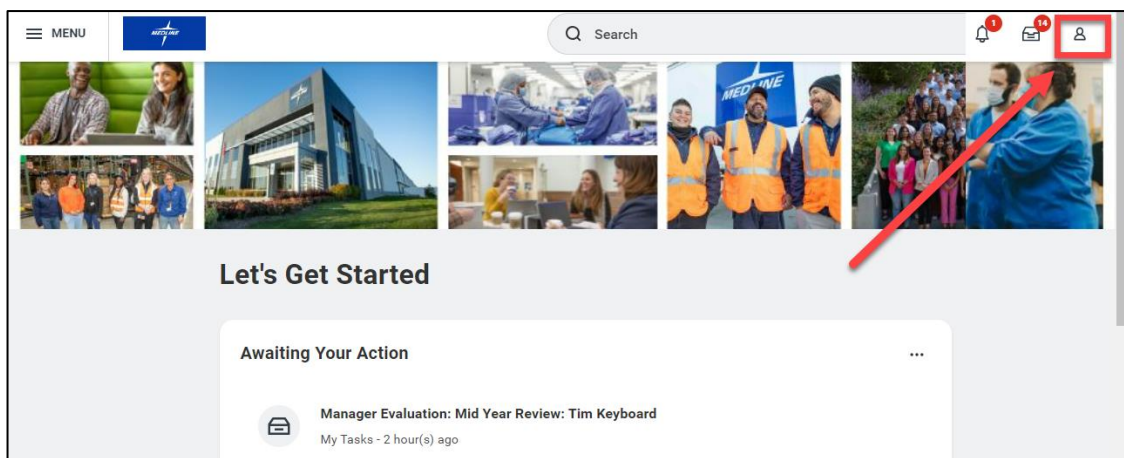 MENU
MEDLINE
Search
1
14
MEDLINE
Let's Get Started
Awaiting Your Action
...
Manager Evaluation: Mid Year Review: Tim Keyboard
My Tasks - 2 hour(s) ago